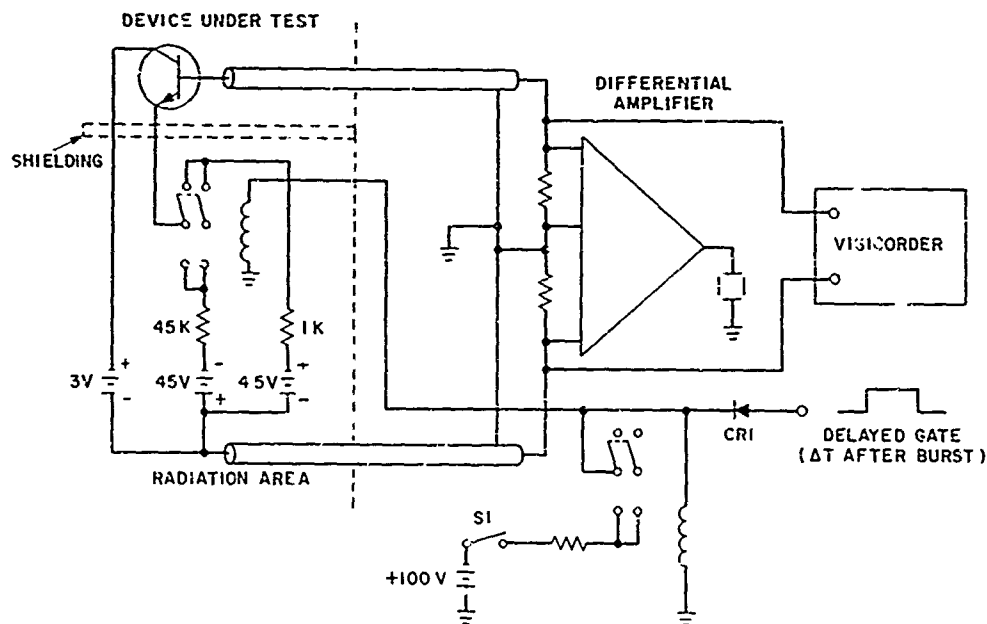 DEVICE UNDER TEST
DIFFERENTIAL
AMPLIFIER
SHIELDING
VISICORDER
45K
1K
+
-
+
3V
45V
4 5V
-
+
-
CR1
DELAYED GATE
(ΔT AFTER BURST)
RADIATION AREA
S1
+100 V